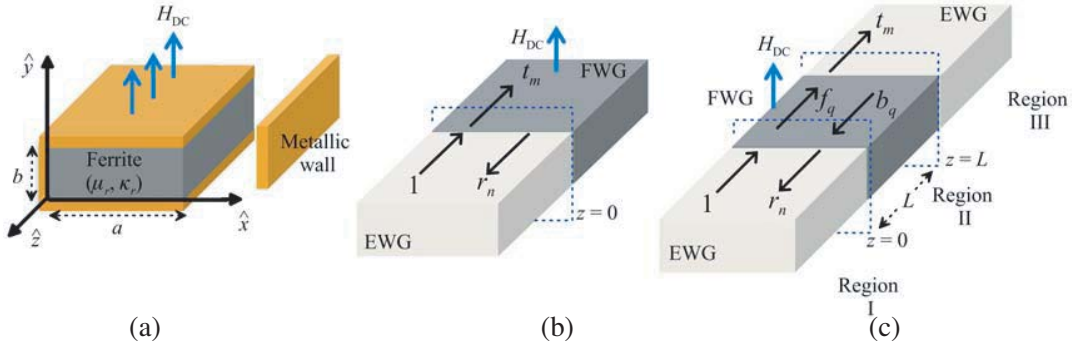 H_DC
ŷ
Ferrite
(μ_r, κ_r)
b
ẑ
a
x̂
Metallic
wall
(a)
H_DC
t_m
FWG
1
r_n
z = 0
EWG
(b)
EWG
t_m
H_DC
FWG
f_q
b_q
Region
III
z = L
L
Region
II
1
r_n
z = 0
EWG
Region
I
(c)